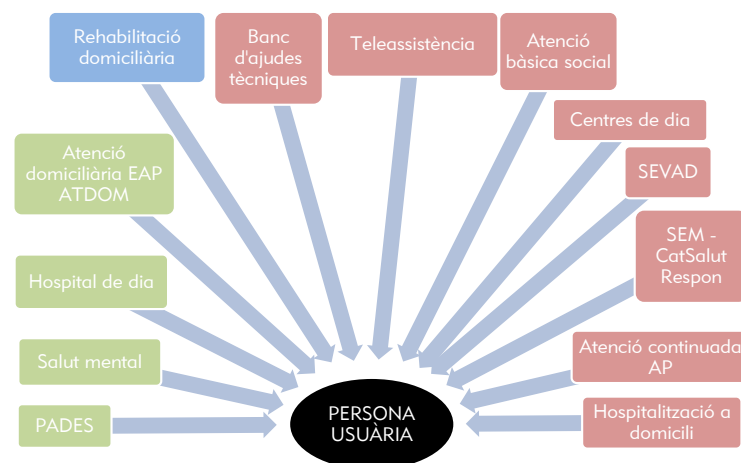 Rehabilitació
domiciliària
Banc
d'ajudes
tècniques
Teleassistència
Atenció
bàsica social
Centres de dia
SEVAD
SEM -
CatSalut
Respon
Atenció continuada
AP
Hospitalització a
domicili
Atenció
domiciliària EAP
ATDOM
Hospital de dia
Salut mental
PADES
PERSONA
USUÀRIA